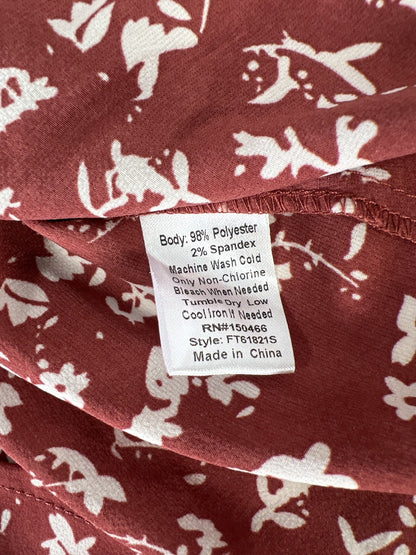 Body: 98% Polyester
2% Spandex
Machine Wash Cold
Only Non-Chlorine
Bleach When Needed
Tumble Dry Low
Cool Iron If Needed
RN#150466
Style: FT61821S
Made in China